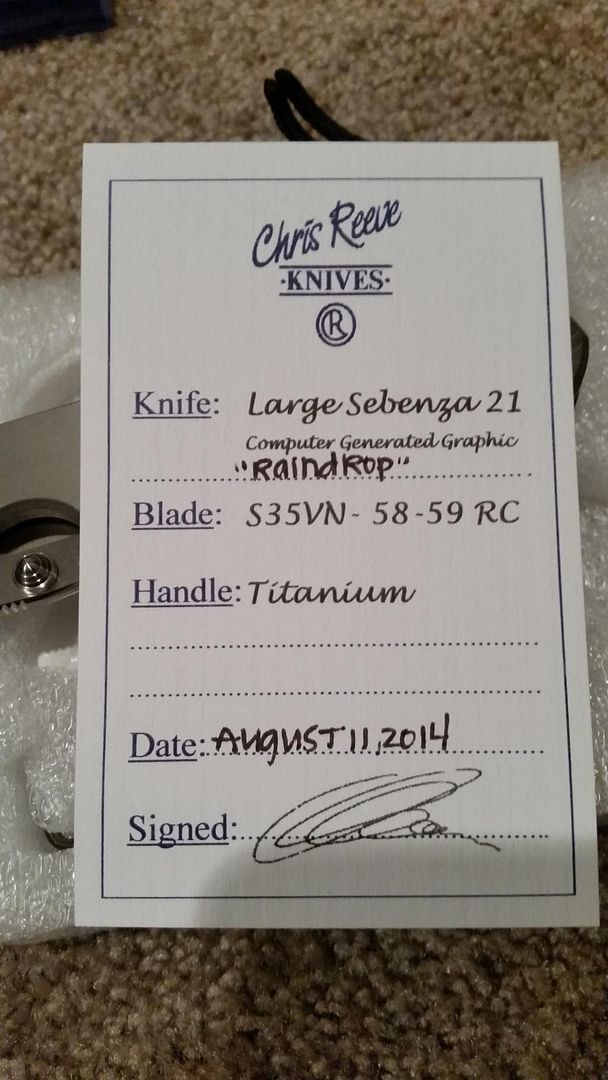 Chris Reeve
·KNIVES·
R
Knife: Large Sebenza 21
Computer Generated Graphic
"RaindRop"
Blade: S35VN- 58-59 RC
Handle: Titanium
Date: AUgUST 11, 2014
Signed: